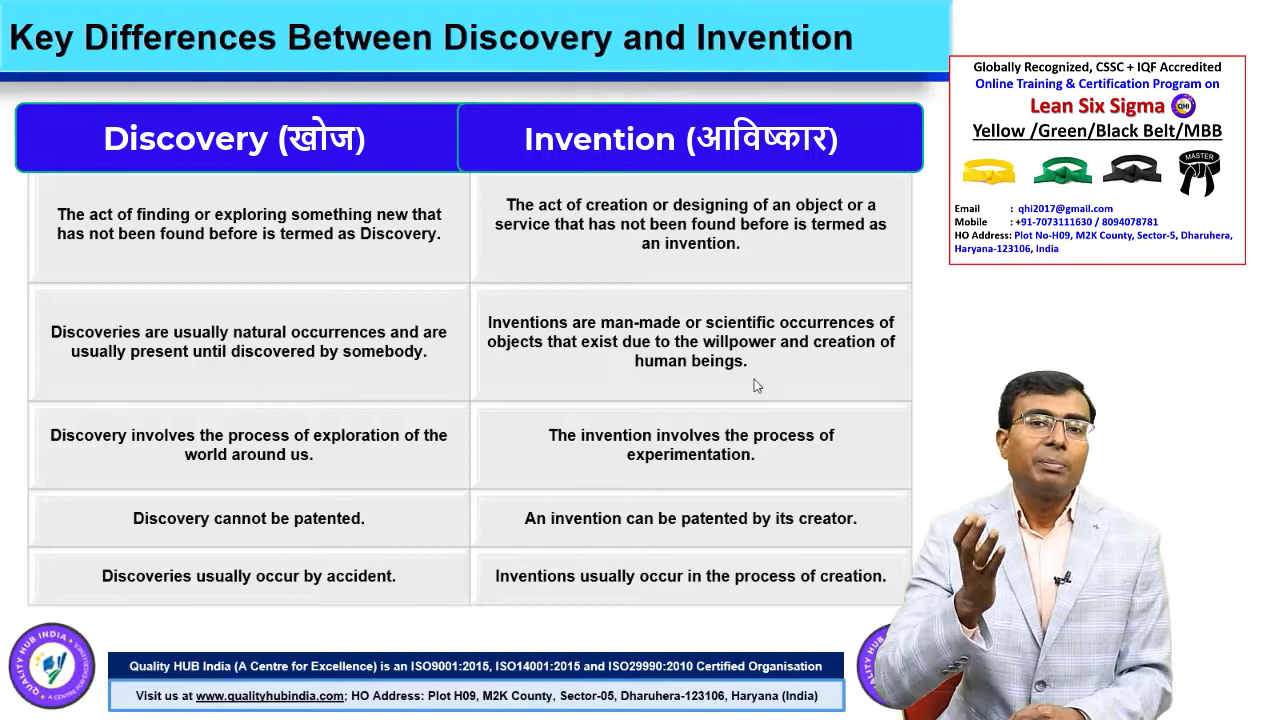 Key Differences Between Discovery and Invention
Discovery (खोज)
Invention (आविष्कार)
The act of finding or exploring something new that
has not been found before is termed as Discovery.
The act of creation or designing of an object or a
service that has not been found before is termed as
an invention.
Discoveries are usually natural occurrences and are
usually present until discovered by somebody.
Inventions are man-made or scientific occurrences of
objects that exist due to the willpower and creation of
human beings.
Discovery involves the process of exploration of the
world around us.
The invention involves the process of
experimentation.
Discovery cannot be patented.
An invention can be patented by its creator.
Discoveries usually occur by accident.
Inventions usually occur in the process of creation.
Globally Recognized, CSSC + IQF Accredited
Online Training & Certification Program on
Lean Six Sigma QHI
Yellow /Green/Black Belt/MBB
MASTER
Email : qhi2017@gmail.com
Mobile : +91-7073111630 / 8094078781
HO Address: Plot No-H09, M2K County, Sector-5, Dharuhera,
Haryana-123106, India
QUALITY HUB INDIA
Quality HUB India (A Centre for Excellence) is an ISO9001:2015, ISO14001:2015 and ISO29990:2010 Certified Organisation
Visit us at www.qualityhubindia.com; HO Address: Plot H09, M2K County, Sector-05, Dharuhera-123106, Haryana (India)